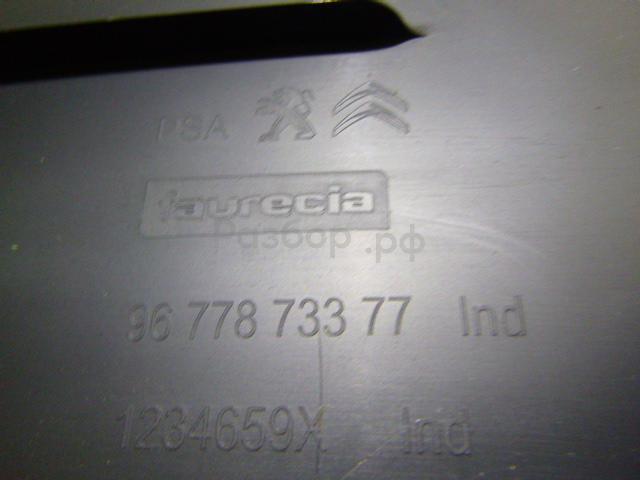 PSA
faurecia
Разбор.рф
96 778 733 77 Ind
1234659X Ind